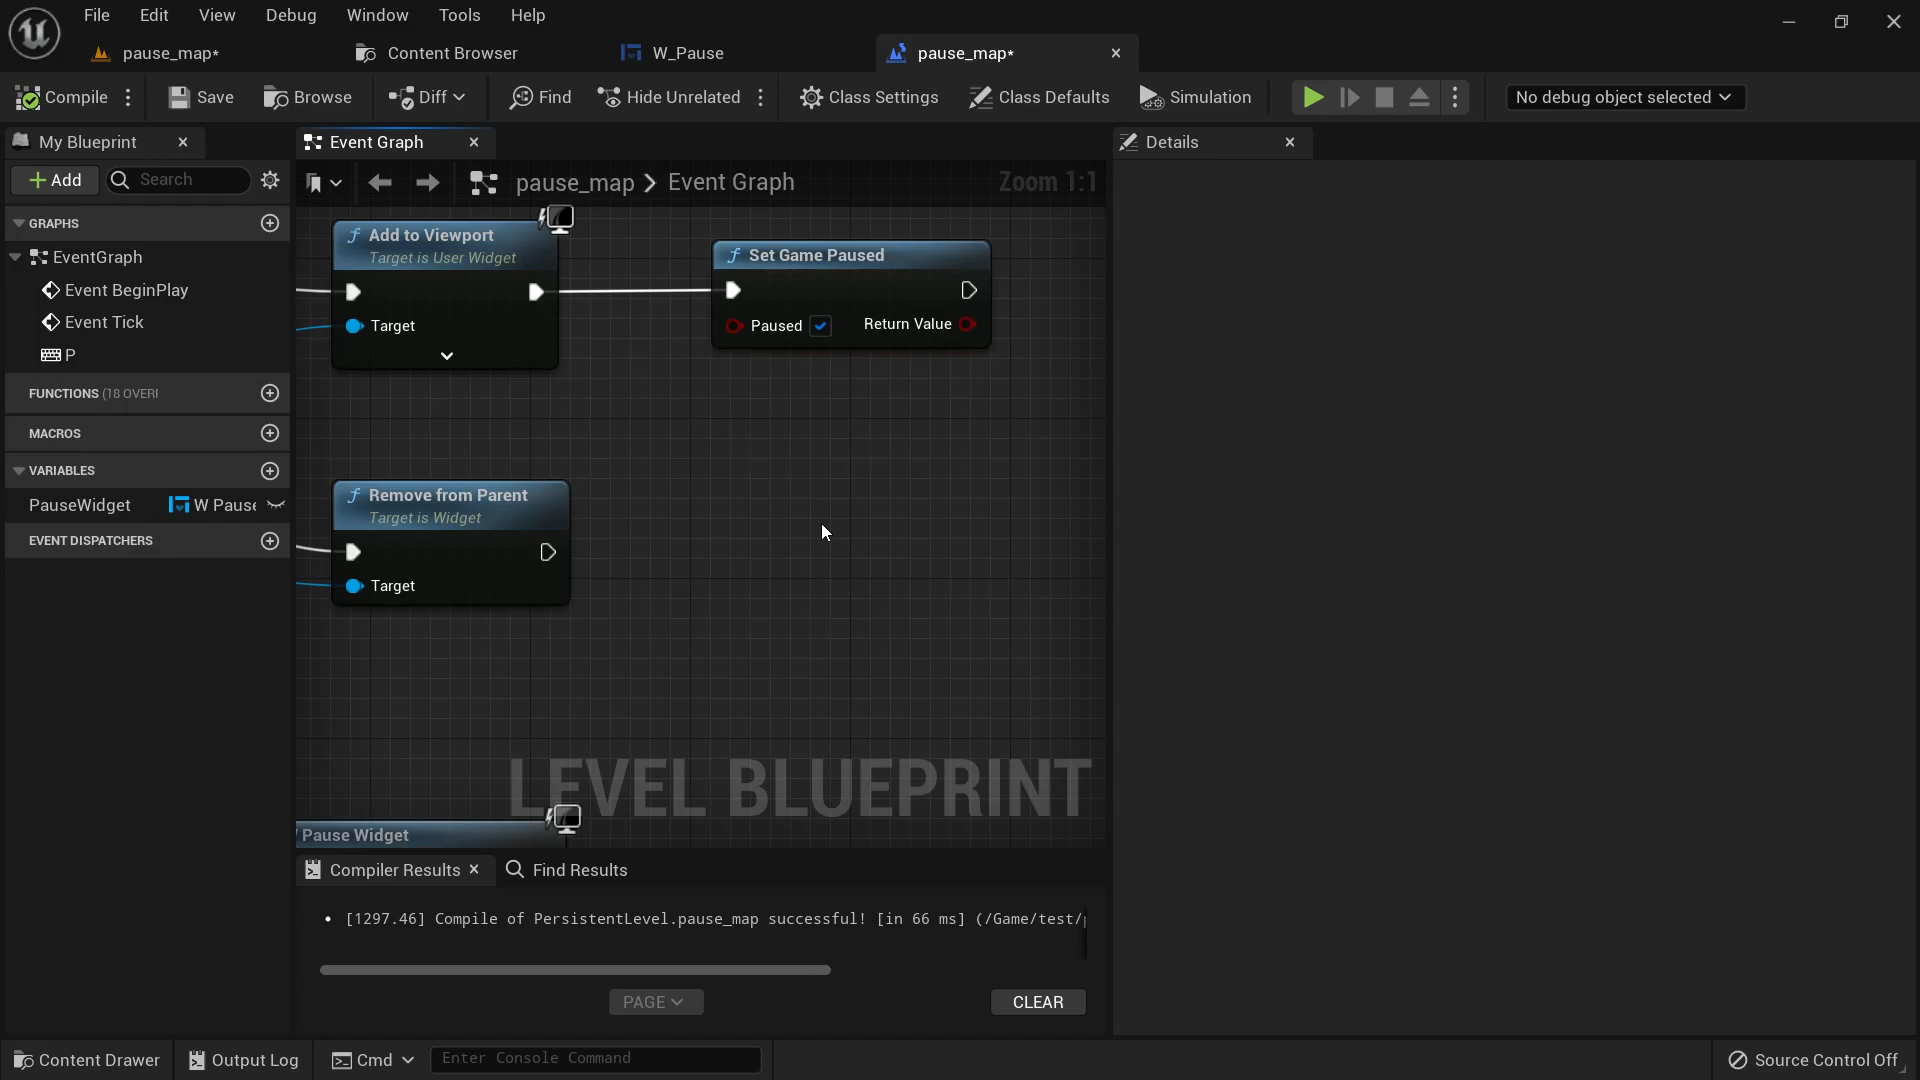 File Edit View Debug Window Tools Help
pause_map* Content Browser W_Pause pause_map*
Compile Save Browse Diff Find Hide Unrelated Class Settings Class Defaults Simulation No debug object selected
My Blueprint Event Graph Details
Add Search pause_map > Event Graph Zoom 1:1
GRAPHS
EventGraph
Event BeginPlay
Event Tick
P
FUNCTIONS (18 OVERI
MACROS
VARIABLES
PauseWidget W Pause
EVENT DISPATCHERS
f Add to Viewport
Target is User Widget
Target
f Set Game Paused
Paused Return Value
f Remove from Parent
Target is Widget
Target
LEVEL BLUEPRINT
Pause Widget
Compiler Results Find Results
• [1297.46] Compile of PersistentLevel.pause_map successful! [in 66 ms] (/Game/test/
PAGE CLEAR
Content Drawer Output Log Cmd Enter Console Command Source Control Off